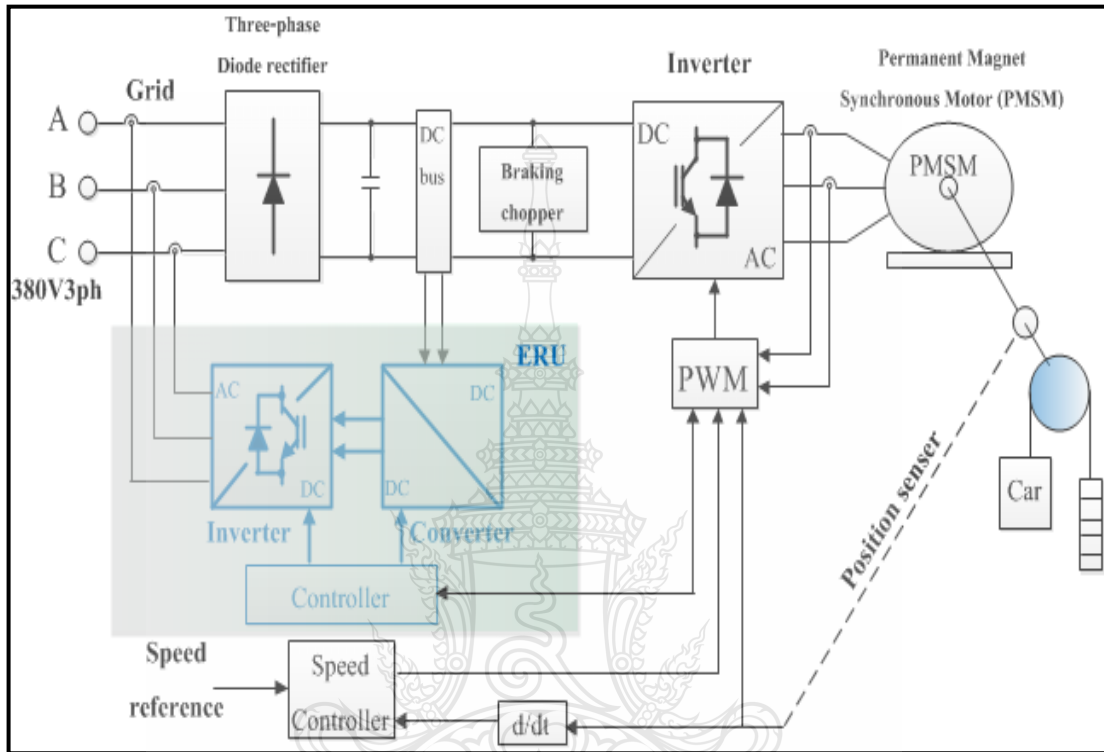 Three-phase
Diode rectifier
Grid
A
B
C
380V3ph
DC
bus
Braking
chopper
Inverter
DC
AC
Permanent Magnet
Synchronous Motor (PMSM)
PMSM
ERU
AC
DC
Inverter
DC
DC
Converter
Controller
PWM
Position senser
Car
Speed
reference
Speed
Controller
d/dt